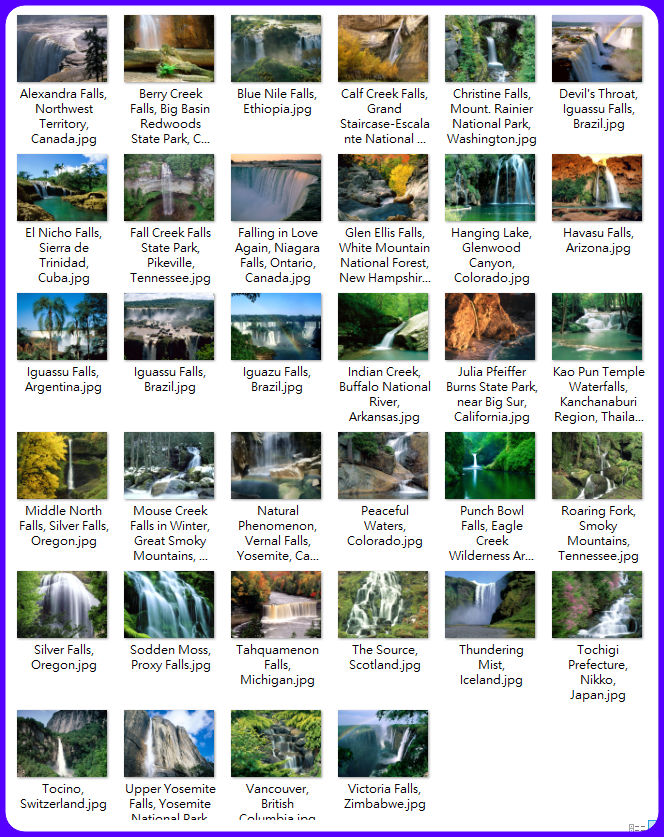 Alexandra Falls,
Northwest
Territory,
Canada.jpg
Berry Creek
Falls, Big Basin
Redwoods
State Park, C...
Blue Nile Falls,
Ethiopia.jpg
Calf Creek Falls,
Grand
Staircase-Escala
nte National ...
Christine Falls,
Mount. Rainier
National Park,
Washington.jpg
Devil's Throat,
Iguassu Falls,
Brazil.jpg
El Nicho Falls,
Sierra de
Trinidad,
Cuba.jpg
Fall Creek Falls
State Park,
Pikeville,
Tennessee.jpg
Falling in Love
Again, Niagara
Falls, Ontario,
Canada.jpg
Glen Ellis Falls,
White Mountain
National Forest,
New Hampshir...
Hanging Lake,
Glenwood
Canyon,
Colorado.jpg
Havasu Falls,
Arizona.jpg
Iguassu Falls,
Argentina.jpg
Iguassu Falls,
Brazil.jpg
Iguazu Falls,
Brazil.jpg
Indian Creek,
Buffalo National
River,
Arkansas.jpg
Julia Pfeiffer
Burns State Park,
near Big Sur,
California.jpg
Kao Pun Temple
Waterfalls,
Kanchanaburi
Region, Thaila...
Middle North
Falls, Silver Falls,
Oregon.jpg
Mouse Creek
Falls in Winter,
Great Smoky
Mountains, ...
Natural
Phenomenon,
Vernal Falls,
Yosemite, Ca...
Peaceful
Waters,
Colorado.jpg
Punch Bowl
Falls, Eagle
Creek
Wilderness Ar...
Roaring Fork,
Smoky
Mountains,
Tennessee.jpg
Silver Falls,
Oregon.jpg
Sodden Moss,
Proxy Falls.jpg
Tahquamenon
Falls,
Michigan.jpg
The Source,
Scotland.jpg
Thundering
Mist,
Iceland.jpg
Tochigi
Prefecture,
Nikko,
Japan.jpg
Tocino,
Switzerland.jpg
Upper Yosemite
Falls, Yosemite
National Park
Vancouver,
British
Columbia.jpg
Victoria Falls,
Zimbabwe.jpg